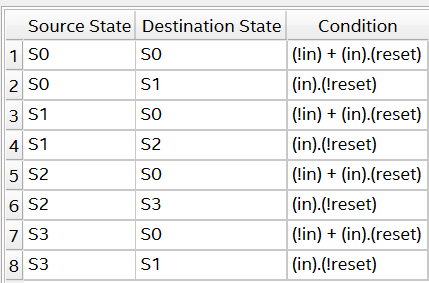 Source State Destination State Condition
1 S0 S0 (!in) + (in).(reset)
2 S0 S1 (in).(!reset)
3 S1 S0 (!in) + (in).(reset)
4 S1 S2 (in).(!reset)
5 S2 S0 (!in) + (in).(reset)
6 S2 S3 (in).(!reset)
7 S3 S0 (!in) + (in).(reset)
8 S3 S1 (in).(!reset)